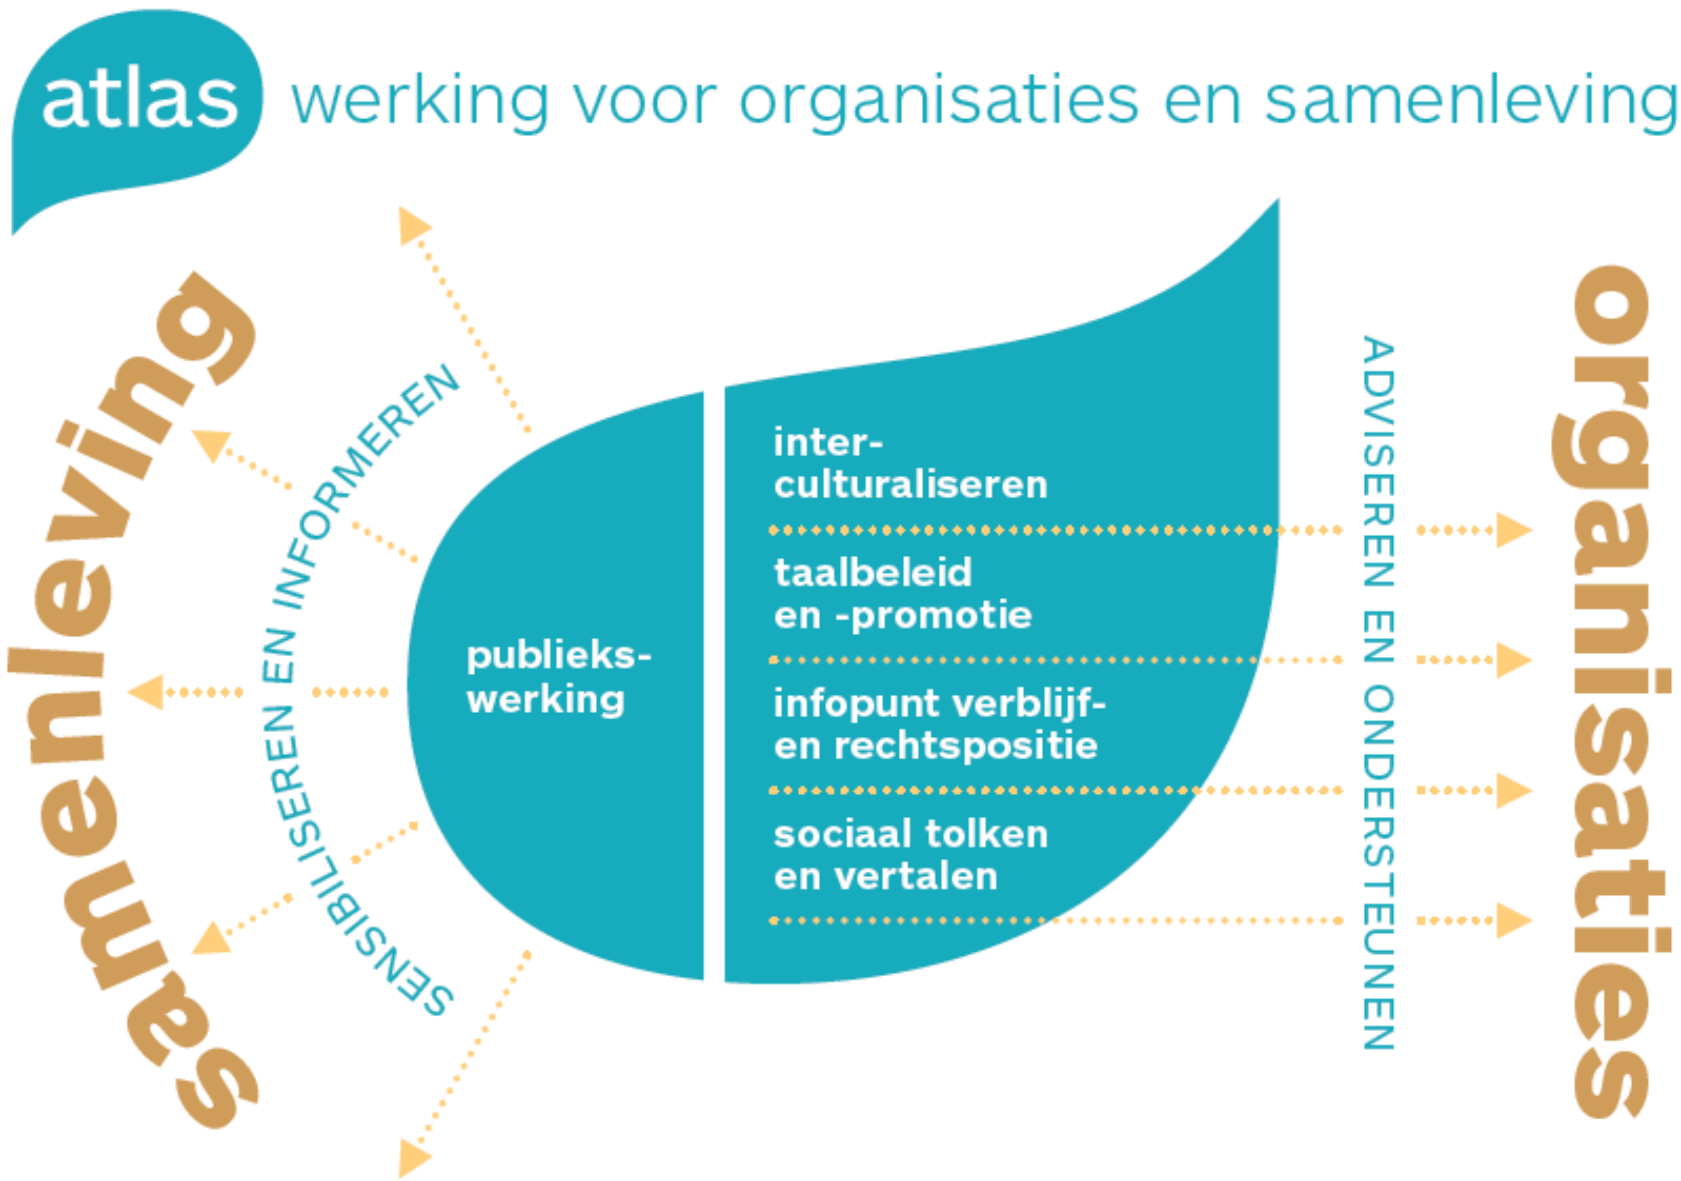 atlas
werking voor organisaties en samenleving
samenleving
SENSIBILISEREN EN INFORMEREN
publieks-
werking
inter-
culturaliseren
taalbeleid
en -promotie
infopunt verblijf-
en rechtspositie
sociaal tolken
en vertalen
ADVISEREN EN ONDERSTEUNEN
organisaties